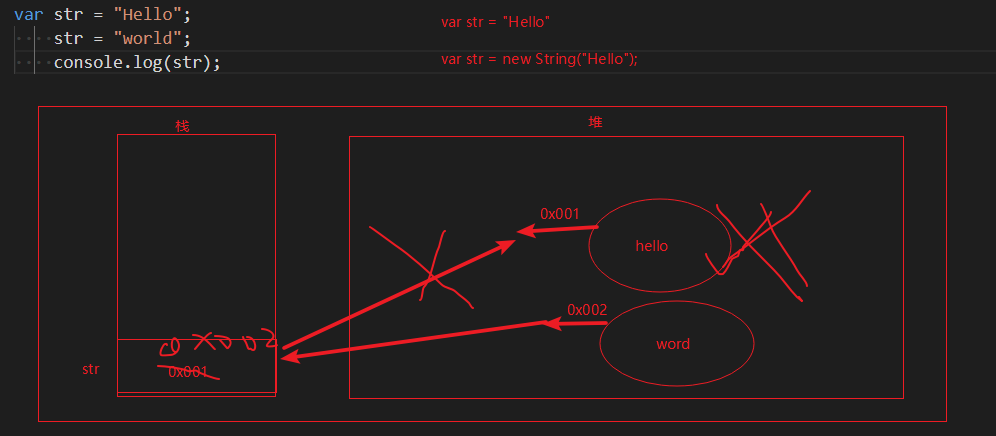 var str = "Hello";
str = "world";
console.log(str);
var str = "Hello"
var str = new String("Hello");
栈
堆
0x001
hello
0x002
word
0x002
0x001
str